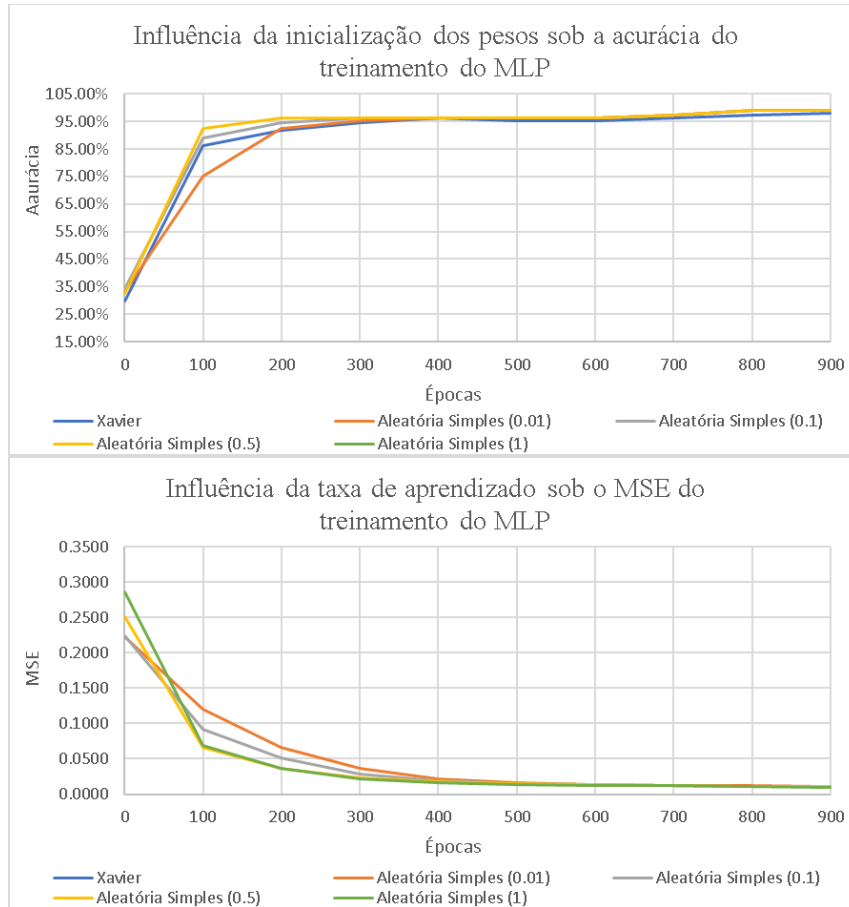 Influência da inicialização dos pesos sob a acurácia do
treinamento do MLP
105.00%
95.00%
85.00%
75.00%
65.00%
55.00%
45.00%
35.00%
25.00%
15.00%
Aaurácia
0 100 200 300 400 500 600 700 800 900
Épocas
Xavier Aleatória Simples (0.01) Aleatória Simples (0.1)
Aleatória Simples (0.5) Aleatória Simples (1)
Influência da taxa de aprendizado sob o MSE do
treinamento do MLP
0.3500
0.3000
0.2500
0.2000
0.1500
0.1000
0.0500
0.0000
MSE
0 100 200 300 400 500 600 700 800 900
Épocas
Xavier Aleatória Simples (0.01) Aleatória Simples (0.1)
Aleatória Simples (0.5) Aleatória Simples (1)